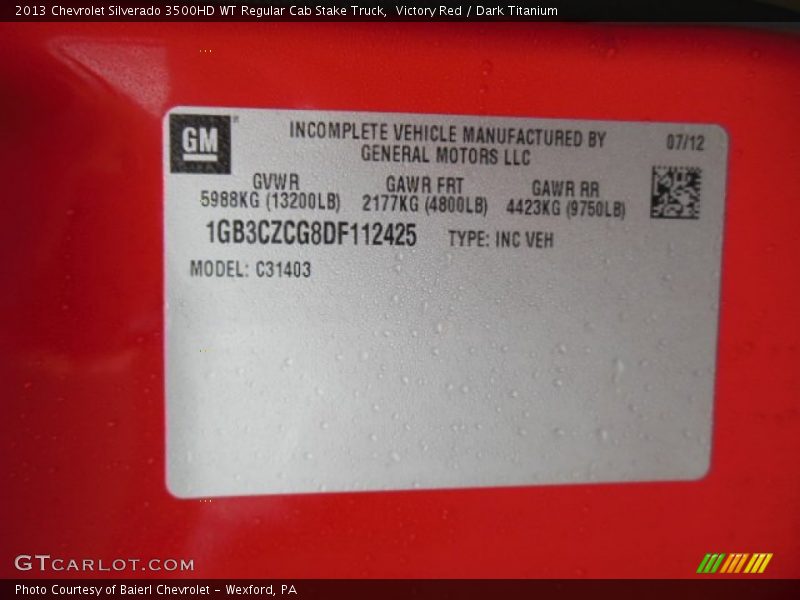 2013 Chevrolet Silverado 3500HD WT Regular Cab Stake Truck,  Victory Red / Dark Titanium
GM
INCOMPLETE VEHICLE MANUFACTURED BY
GENERAL MOTORS LLC
07/12
GVWR GAWR FRT GAWR RR
5988KG (13200LB) 2177KG (4800LB) 4423KG (9750LB)
1GB3CZCG8DF112425 TYPE: INC VEH
MODEL: C31403
GTCARLOT.COM
Photo Courtesy of Baierl Chevrolet - Wexford, PA